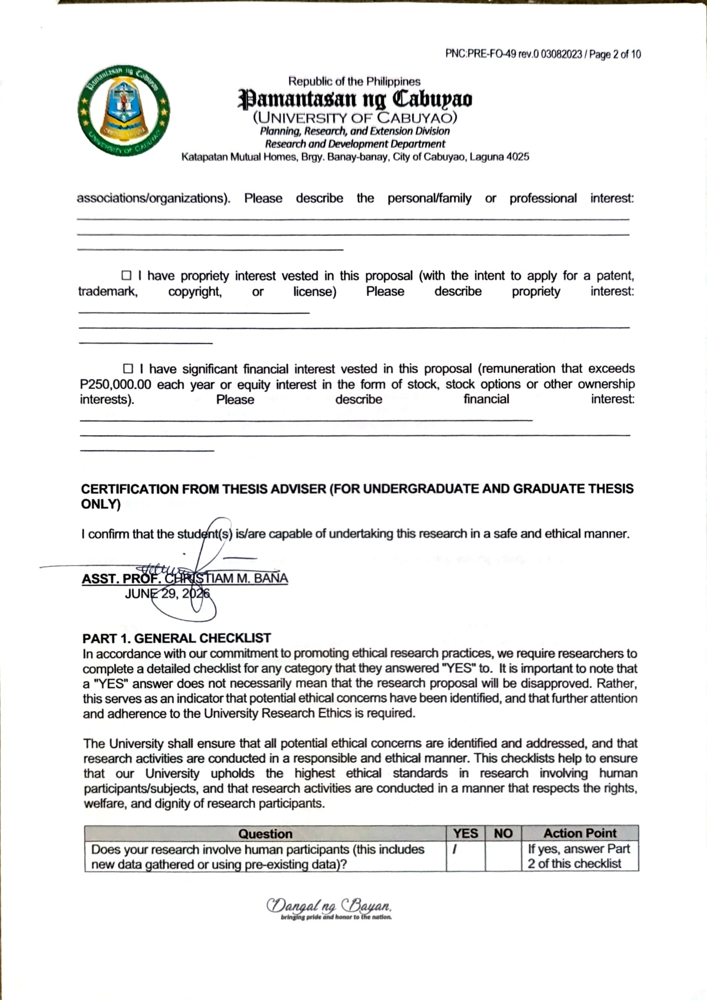 PNC:PRE-FO-49 rev.0 03082023 / Page 2 of 10
Pamantasan ng Cabuyao
UNIVERSITY OF CABUYAO
Republic of the Philippines
Pamantasan ng Cabuyao
(UNIVERSITY OF CABUYAO)
Planning, Research, and Extension Division
Research and Development Department
Katapatan Mutual Homes, Brgy. Banay-banay, City of Cabuyao, Laguna 4025
associations/organizations). Please describe the personal/family or professional interest:
☐ I have propriety interest vested in this proposal (with the intent to apply for a patent,
trademark, copyright, or license) Please describe propriety interest:
☐ I have significant financial interest vested in this proposal (remuneration that exceeds
P250,000.00 each year or equity interest in the form of stock, stock options or other ownership
interests). Please describe financial interest:
CERTIFICATION FROM THESIS ADVISER (FOR UNDERGRADUATE AND GRADUATE THESIS
ONLY)
I confirm that the student(s) is/are capable of undertaking this research in a safe and ethical manner.
ASST. PROF. CHRISTIAM M. BAÑA
JUNE 29, 2026
PART 1. GENERAL CHECKLIST
In accordance with our commitment to promoting ethical research practices, we require researchers to
complete a detailed checklist for any category that they answered "YES" to. It is important to note that
a "YES" answer does not necessarily mean that the research proposal will be disapproved. Rather,
this serves as an indicator that potential ethical concerns have been identified, and that further attention
and adherence to the University Research Ethics is required.
The University shall ensure that all potential ethical concerns are identified and addressed, and that
research activities are conducted in a responsible and ethical manner. This checklists help to ensure
that our University upholds the highest ethical standards in research involving human
participants/subjects, and that research activities are conducted in a manner that respects the rights,
welfare, and dignity of research participants.
Question YES NO Action Point
Does your research involve human participants (this includes / If yes, answer Part
new data gathered or using pre-existing data)? 2 of this checklist
Dangal ng Bayan,
bringing pride and honor to the nation.